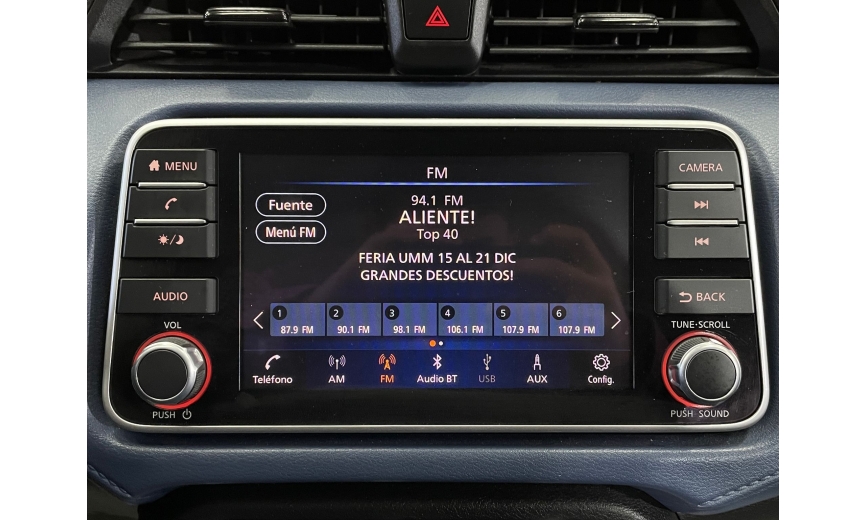 MENU
CAMERA
AUDIO
BACK
VOL
PUSH
TUNE·SCROLL
PUSH SOUND
FM
Fuente
Menú FM
94.1 FM
ALIENTE!
Top 40
FERIA UMM 15 AL 21 DIC
GRANDES DESCUENTOS!
1 2 3 4 5 6
87.9 FM 90.1 FM 98.1 FM 106.1 FM 107.9 FM 107.9 FM
Teléfono AM FM Audio BT USB AUX Config.